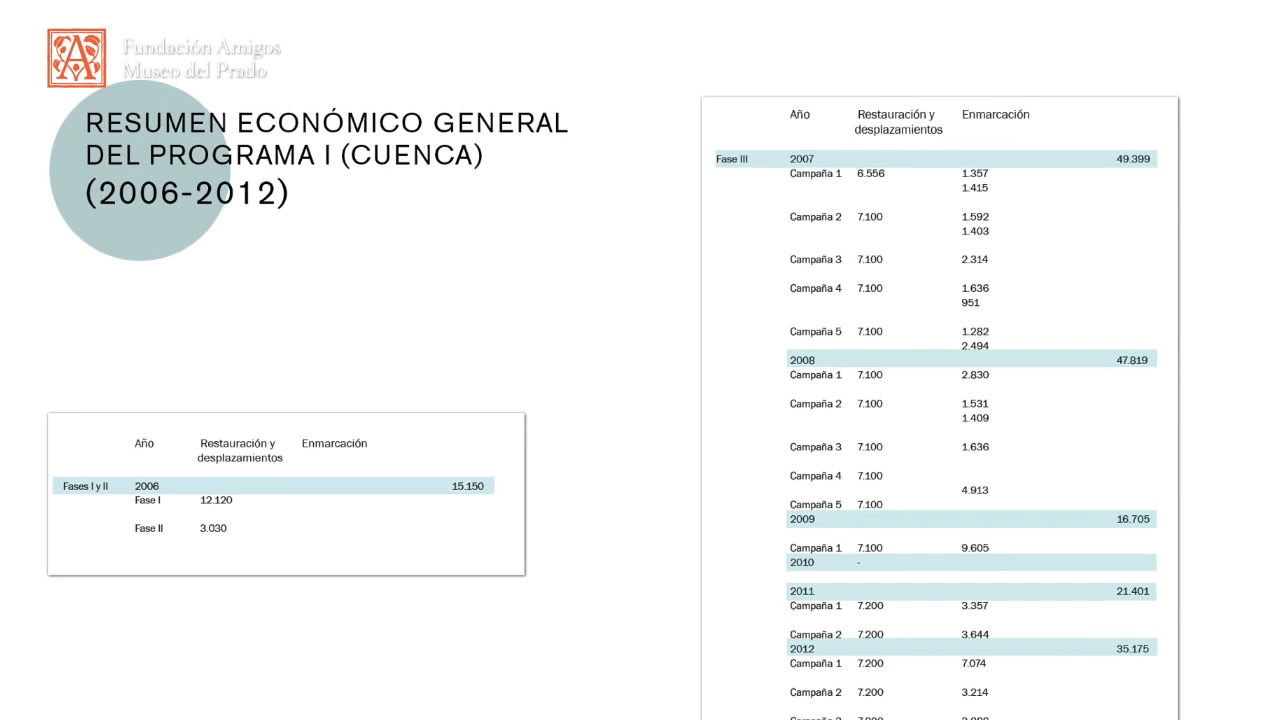 Fundación Amigos
Museo del Prado
RESUMEN ECONÓMICO GENERAL
DEL PROGRAMA I (CUENCA)
(2006-2012)
Año Restauración y desplazamientos Enmarcación
Fases I y II 2006 15.150
Fase I 12.120
Fase II 3.030
Año Restauración y desplazamientos Enmarcación
Fase III 2007 49.399
Campaña 1 6.556 1.357
1.415
Campaña 2 7.100 1.592
1.403
Campaña 3 7.100 2.314
Campaña 4 7.100 1.636
951
Campaña 5 7.100 1.282
2.494
2008 47.819
Campaña 1 7.100 2.830
Campaña 2 7.100 1.531
1.409
Campaña 3 7.100 1.636
Campaña 4 7.100
4.913
Campaña 5 7.100
2009 16.705
Campaña 1 7.100 9.605
2010 -
2011 21.401
Campaña 1 7.200 3.357
Campaña 2 7.200 3.644
2012 35.175
Campaña 1 7.200 7.074
Campaña 2 7.200 3.214